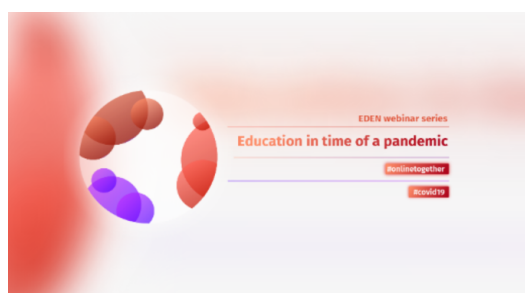 EDEN webinar series
Education in time of a pandemic
#onlinetogether
#covid19